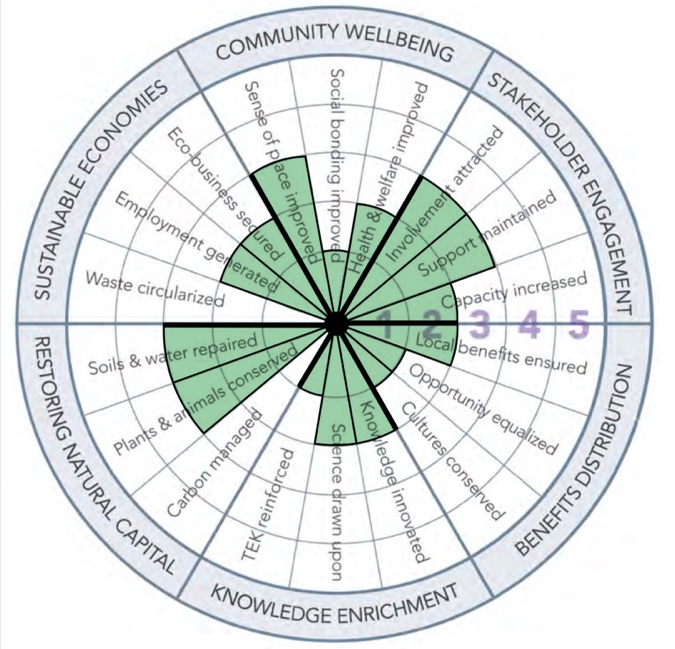 COMMUNITY WELLBEING
STAKEHOLDER ENGAGEMENT
BENEFITS DISTRIBUTION
KNOWLEDGE ENRICHMENT
RESTORING NATURAL CAPITAL
SUSTAINABLE ECONOMIES
Sense of place improved
Social bonding improved
Health & welfare improved
Involvement attracted
Support maintained
Capacity increased
1 2 3 4 5
Local benefits ensured
Opportunity equalized
Cultures conserved
Knowledge innovated
Science drawn upon
TEK reinforced
Carbon managed
Plants & animals conserved
Soils & water repaired
Waste circularized
Employment generated
Eco-business secured